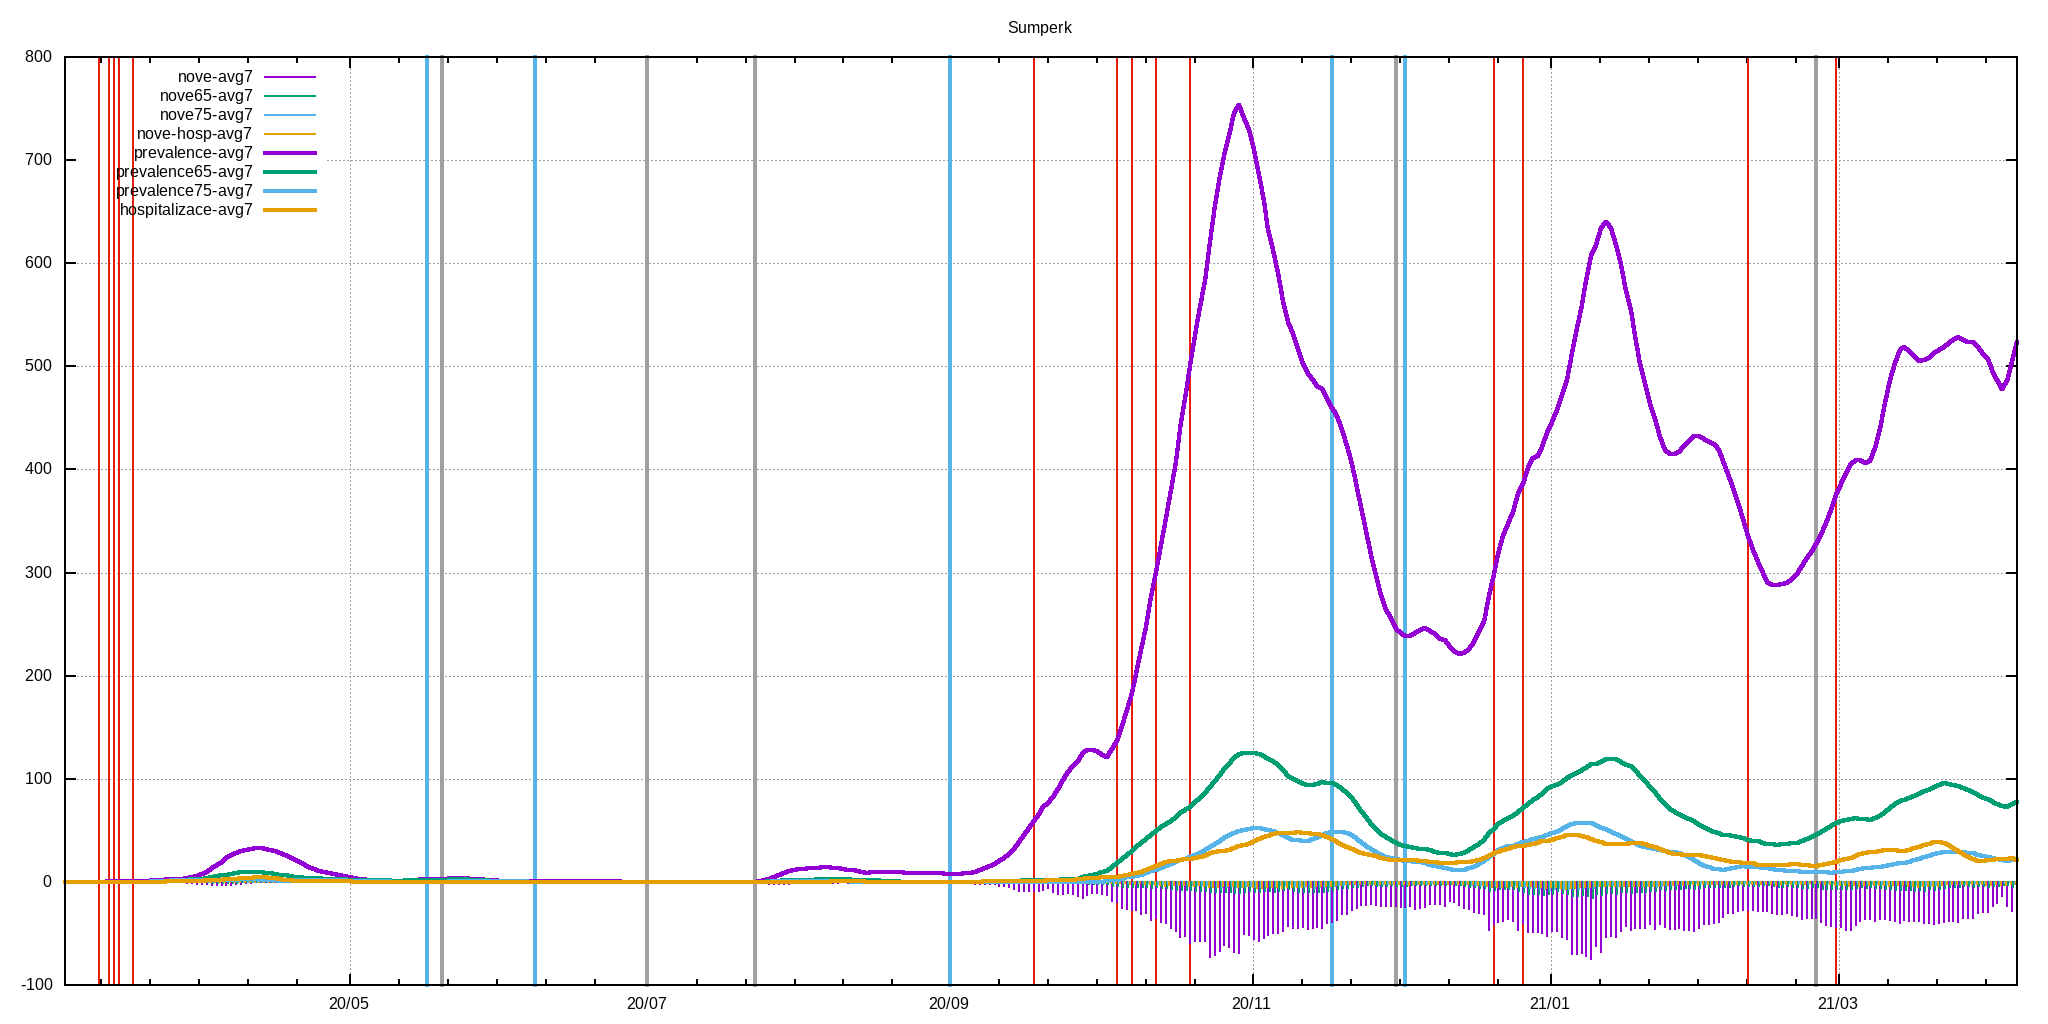 Sumperk
800
700
600
500
400
300
200
100
0
-100
nove-avg7
nove65-avg7
nove75-avg7
nove-hosp-avg7
prevalence-avg7
prevalence65-avg7
prevalence75-avg7
hospitalizace-avg7
20/05 20/07 20/09 20/11 21/01 21/03